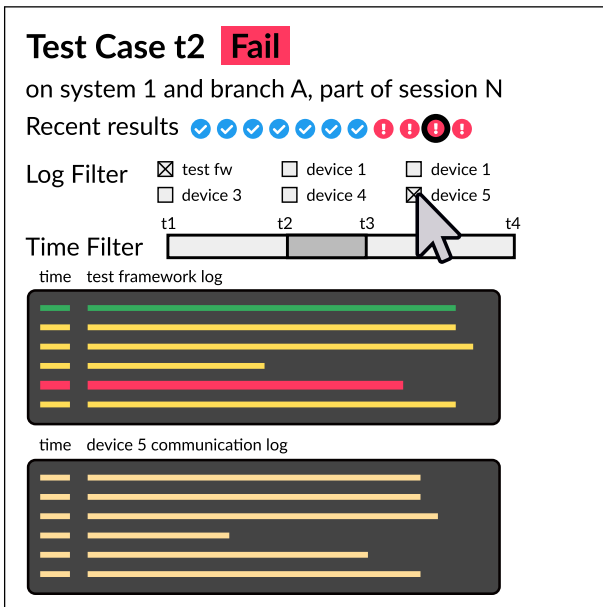 Test Case t2 Fail
on system 1 and branch A, part of session N
Recent results
Log Filter
test fw device 1 device 1
device 3 device 4 device 5
t1 t2 t3 t4
Time Filter
time test framework log
time device 5 communication log